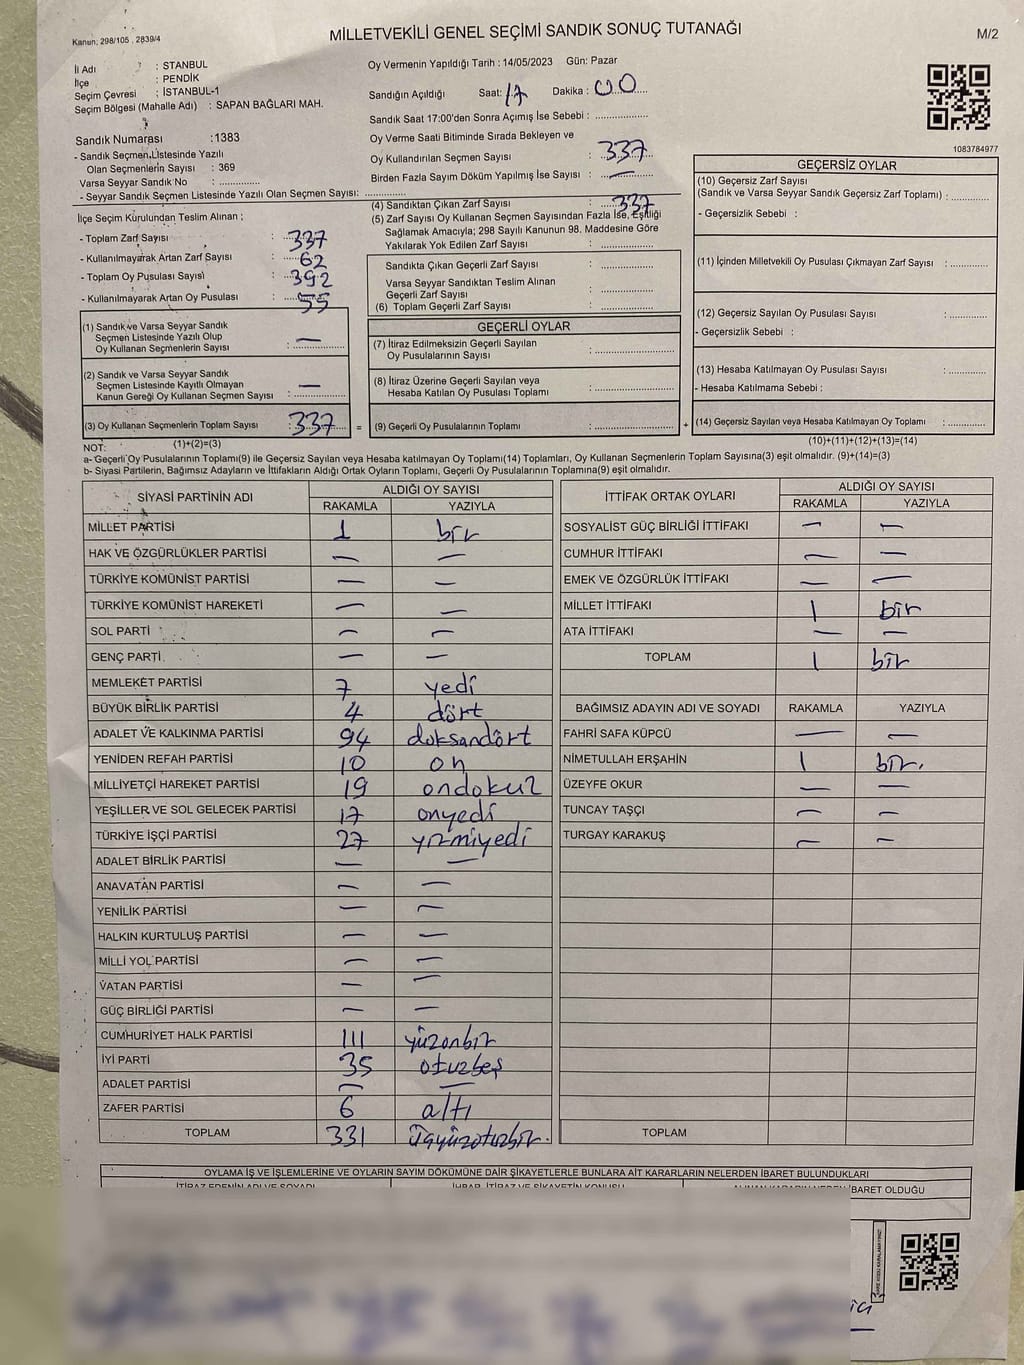 Kanun: 298/105 . 2839/4
MİLLETVEKİLİ GENEL SEÇİMİ SANDIK SONUÇ TUTANAĞI
M/2
İl Adı : İSTANBUL
İlçe : PENDİK
Seçim Çevresi : İSTANBUL-1
Seçim Bölgesi (Mahalle Adı) : SAPAN BAĞLARI MAH.
Sandık Numarası : 1383
- Sandık Seçmen Listesinde Yazılı
Olan Seçmenlerin Sayısı : 369
Varsa Seyyar Sandık No : ..............
- Seyyar Sandık Seçmen Listesinde Yazılı Olan Seçmen Sayısı: ..............
Oy Vermenin Yapıldığı Tarih : 14/05/2023 Gün: Pazar
Sandığın Açıldığı Saat: 17 Dakika : 00
Sandık Saat 17:00'den Sonra Açımış İse Sebebi : ................
Oy Verme Saati Bitiminde Sırada Bekleyen ve
Oy Kullandırılan Seçmen Sayısı : 337
Birden Fazla Sayım Döküm Yapılmış İse Sayısı : —
(4) Sandıktan Çıkan Zarf Sayısı : 337
(5) Zarf Sayısı Oy Kullanan Seçmen Sayısından Fazla İse, Eşitliği
Sağlamak Amacıyla; 298 Sayılı Kanunun 98. Maddesine Göre
Yakılarak Yok Edilen Zarf Sayısı : ................
1083784977
İlçe Seçim Kurulundan Teslim Alınan :
- Toplam Zarf Sayısı : 337
- Kullanılmayarak Artan Zarf Sayısı : 62
- Toplam Oy Pusulası Sayısı : 392
- Kullanılmayarak Artan Oy Pusulası : 55
(1) Sandık ve Varsa Seyyar Sandık
Seçmen Listesinde Yazılı Olup
Oy Kullanan Seçmenlerin Sayısı : —
(2) Sandık ve Varsa Seyyar Sandık
Seçmen Listesinde Kayıtlı Olmayan
Kanun Gereği Oy Kullanan Seçmen Sayısı : —
(3) Oy Kullanan Seçmenlerin Toplam Sayısı : 337 =
(1)+(2)=(3)
Sandıkta Çıkan Geçerli Zarf Sayısı : ................
Varsa Seyyar Sandıktan Teslim Alınan
Geçerli Zarf Sayısı : ................
(6) Toplam Geçerli Zarf Sayısı : ................
GEÇERLİ OYLAR
(7) İtiraz Edilmeksizin Geçerli Sayılan
Oy Pusulalarının Sayısı : ................
(8) İtiraz Üzerine Geçerli Sayılan veya
Hesaba Katılan Oy Pusulası Toplamı : ................
(9) Geçerli Oy Pusulalarının Toplamı : ................ +
GEÇERSİZ OYLAR
(10) Geçersiz Zarf Sayısı
(Sandık ve Varsa Seyyar Sandık Geçersiz Zarf Toplamı) : ..........
- Geçersizlik Sebebi :
(11) İçinden Milletvekili Oy Pusulası Çıkmayan Zarf Sayısı : ..........
(12) Geçersiz Sayılan Oy Pusulası Sayısı : ..........
- Geçersizlik Sebebi :
(13) Hesaba Katılmayan Oy Pusulası Sayısı : ..........
- Hesaba Katılmama Sebebi :
(14) Geçersiz Sayılan veya Hesaba Katılmayan Oy Toplamı : ..........
(10)+(11)+(12)+(13)=(14)
NOT:
a- Geçerli Oy Pusulalarının Toplamı(9) ile Geçersiz Sayılan veya Hesaba katılmayan Oy Toplamı(14) Toplamları, Oy Kullanan Seçmenlerin Toplam Sayısına(3) eşit olmalıdır. (9)+(14)=(3)
b- Siyasi Partilerin, Bağımsız Adayların ve İttifakların Aldığı Ortak Oyların Toplamı, Geçerli Oy Pusulalarının Toplamına(9) eşit olmalıdır.
SİYASİ PARTİNİN ADI ALDIĞI OY SAYISI
RAKAMLA YAZIYLA
MİLLET PARTİSİ 1 bir
HAK VE ÖZGÜRLÜKLER PARTİSİ — —
TÜRKİYE KOMÜNİST PARTİSİ — —
TÜRKİYE KOMÜNİST HAREKETİ — —
SOL PARTİ — —
GENÇ PARTİ — —
MEMLEKET PARTİSİ 7 yedi
BÜYÜK BİRLİK PARTİSİ 4 dört
ADALET VE KALKINMA PARTİSİ 94 doksandört
YENİDEN REFAH PARTİSİ 10 on
MİLLİYETÇİ HAREKET PARTİSİ 19 ondokuz
YEŞİLLER VE SOL GELECEK PARTİSİ 17 onyedi
TÜRKİYE İŞÇİ PARTİSİ 27 yirmiyedi
ADALET BİRLİK PARTİSİ — —
ANAVATAN PARTİSİ — —
YENİLİK PARTİSİ — —
HALKIN KURTULUŞ PARTİSİ — —
MİLLİ YOL PARTİSİ — —
VATAN PARTİSİ — —
GÜÇ BİRLİĞİ PARTİSİ — —
CUMHURİYET HALK PARTİSİ 111 yüzonbir
İYİ PARTİ 35 otuzbeş
ADALET PARTİSİ — —
ZAFER PARTİSİ 6 altı
TOPLAM 331 üçyüzotuzbir.
İTTİFAK ORTAK OYLARI ALDIĞI OY SAYISI
RAKAMLA YAZIYLA
SOSYALİST GÜÇ BİRLİĞİ İTTİFAKI — —
CUMHUR İTTİFAKI — —
EMEK VE ÖZGÜRLÜK İTTİFAKI — —
MİLLET İTTİFAKI 1 bir
ATA İTTİFAKI — —
TOPLAM 1 bir
BAĞIMSIZ ADAYIN ADI VE SOYADI RAKAMLA YAZIYLA
FAHRİ SAFA KÜPCÜ — —
NİMETULLAH ERŞAHİN 1 bir.
ÜZEYFE OKUR — —
TUNCAY TAŞÇI — —
TURGAY KARAKUŞ — —
TOPLAM
OYLAMA İŞ VE İŞLEMLERİNE VE OYLARIN SAYIM DÖKÜMÜNE DAİR ŞİKAYETLERLE BUNLARA AİT KARARLARIN NELERDEN İBARET BULUNDUKLARI
İTİRAZ EDENİN ADI VE SOYADI İHBAR, İTİRAZ VE ŞİKAYETİN KONUSU İBARET OLDUĞU